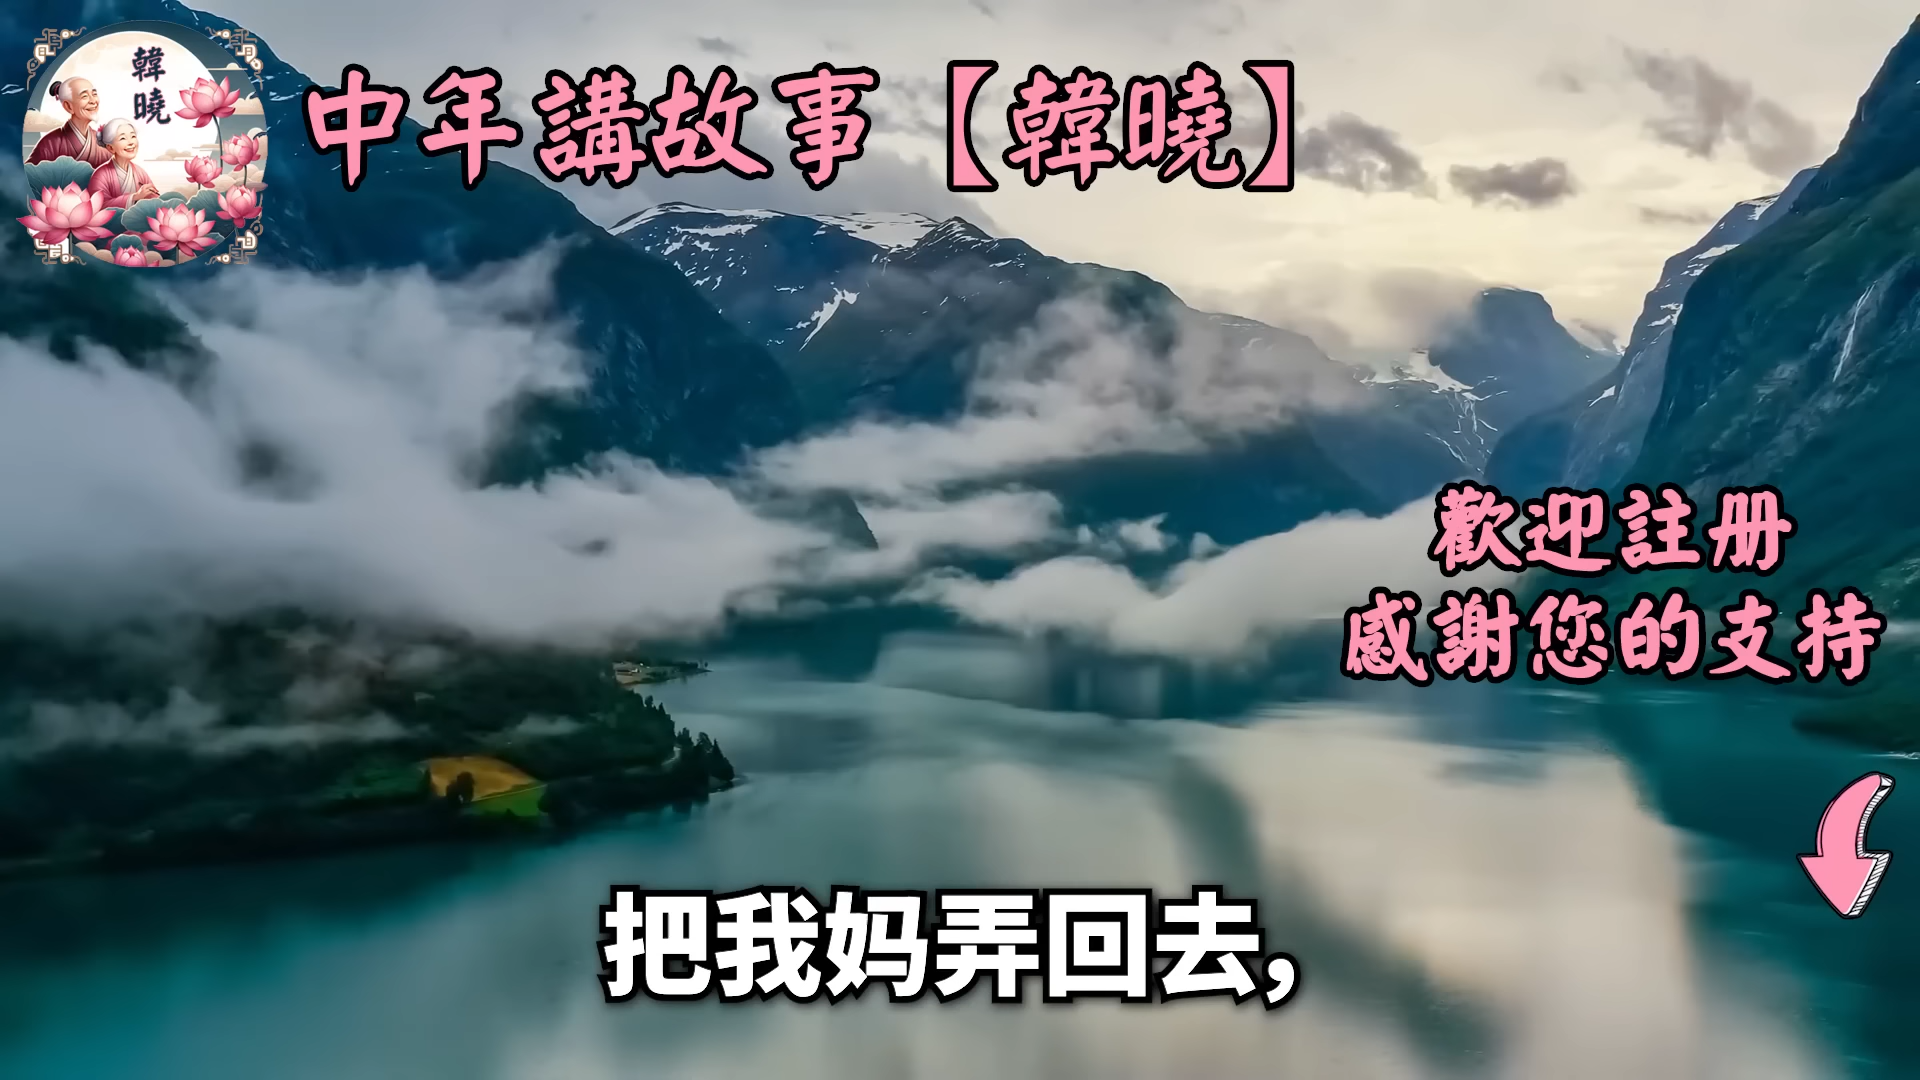 韓
曉
中年講故事【韓曉】
歡迎註册
感謝您的支持
把我妈弄回去,